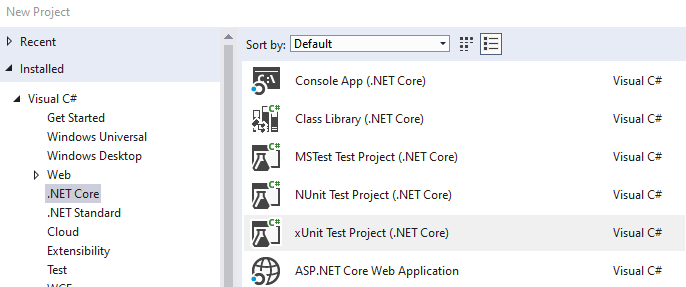 New Project
Recent
Installed
Visual C#
Get Started
Windows Universal
Windows Desktop
Web
.NET Core
.NET Standard
Cloud
Extensibility
Test
WCF
Sort by: Default
C:\ Console App (.NET Core) Visual C#
C# Class Library (.NET Core) Visual C#
C# MSTest Test Project (.NET Core) Visual C#
C# NUnit Test Project (.NET Core) Visual C#
C# xUnit Test Project (.NET Core) Visual C#
ASP.NET Core Web Application Visual C#